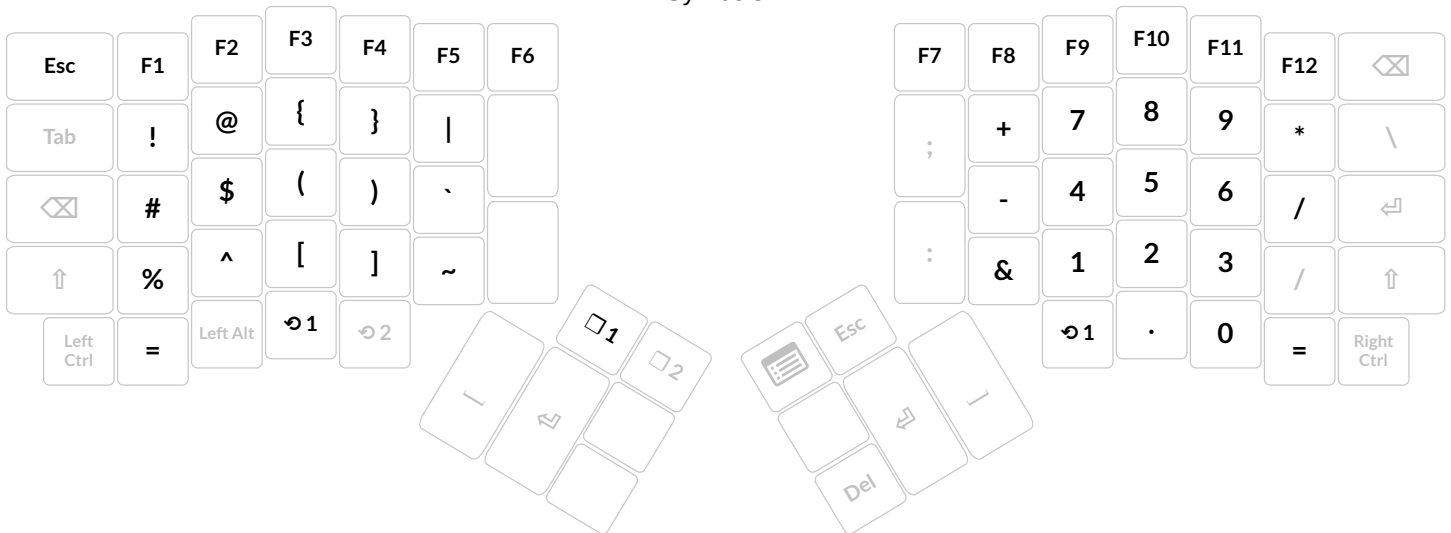 Esc F1 F2 F3 F4 F5 F6 F7 F8 F9 F10 F11 F12 ⌫
Tab ! @ { } | ; + 7 8 9 * \
⌫ # $ ( ) ` - 4 5 6 / ⏎
⇧ % ^ [ ] ~ : & 1 2 3 / ⇧
Left Ctrl = Left Alt ⟲ 1 ⟲ 2 ⟲ 1 . 0 = Right Ctrl
❏ 1 ❏ 2 Esc
⏎ ⏎
Del